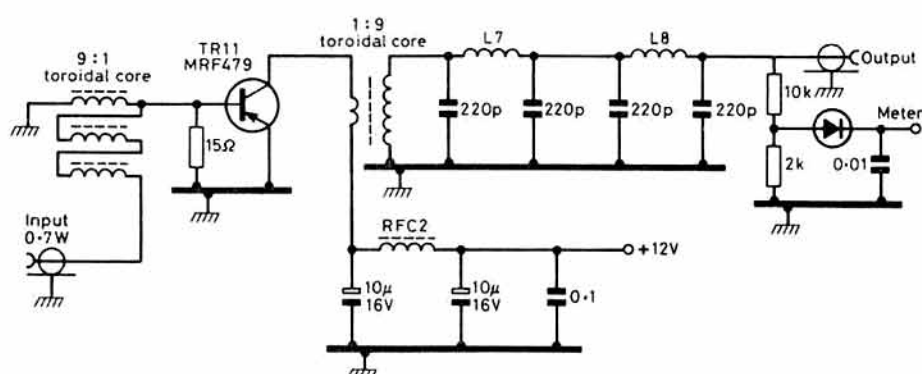 1:9
toroidal core
L7
L8
TR11
MRF479
9:1
toroidal core
Output
220p
220p
220p
220p
10k
Meter
15Ω
2k
0·01
Input
0·7W
RFC2
+12V
10µ
16V
10µ
16V
0·1